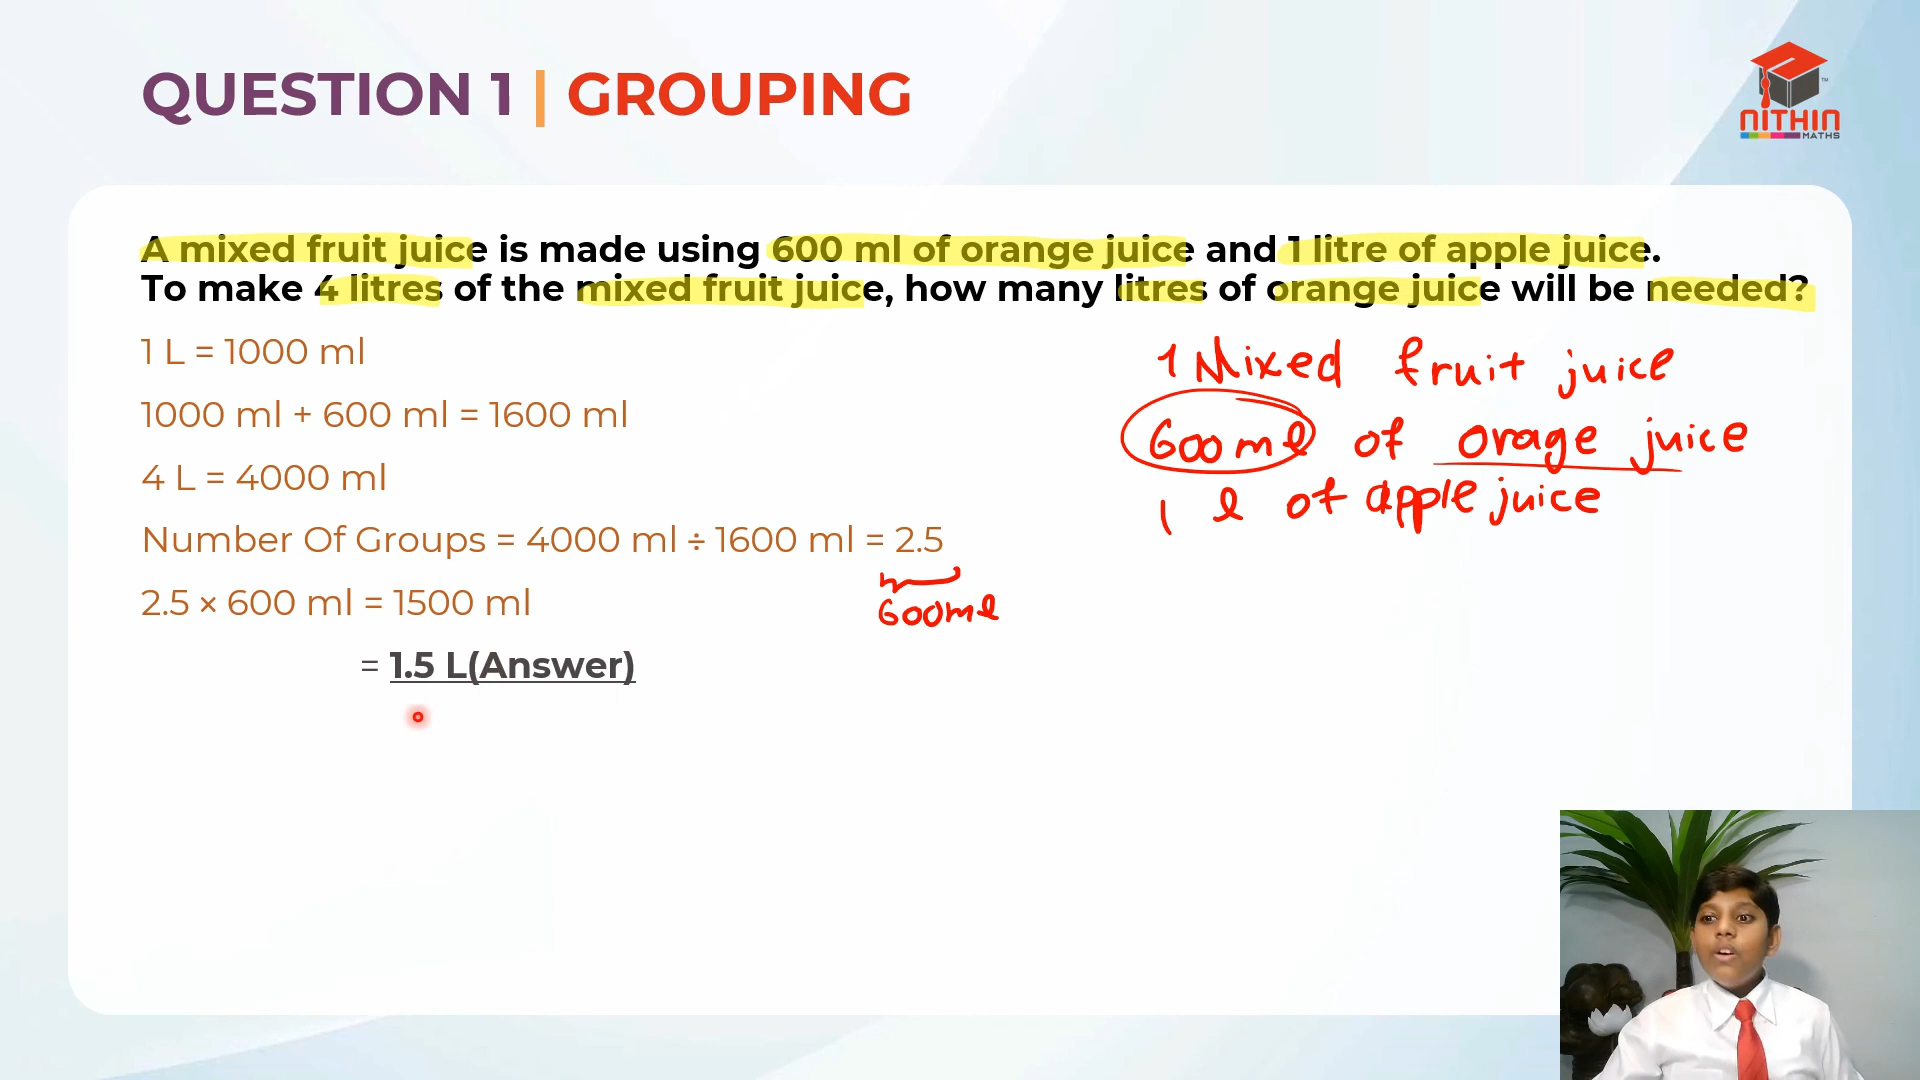 QUESTION 1 | GROUPING
NITHIN
MATHS
TM
A mixed fruit juice is made using 600 ml of orange juice and 1 litre of apple juice.
To make 4 litres of the mixed fruit juice, how many litres of orange juice will be needed?
1 L = 1000 ml
1000 ml + 600 ml = 1600 ml
4 L = 4000 ml
Number Of Groups = 4000 ml ÷ 1600 ml = 2.5
2.5 × 600 ml = 1500 ml
= 1.5 L(Answer)
1 Mixed fruit juice
600ml of orage juice
1 l of apple juice
600ml